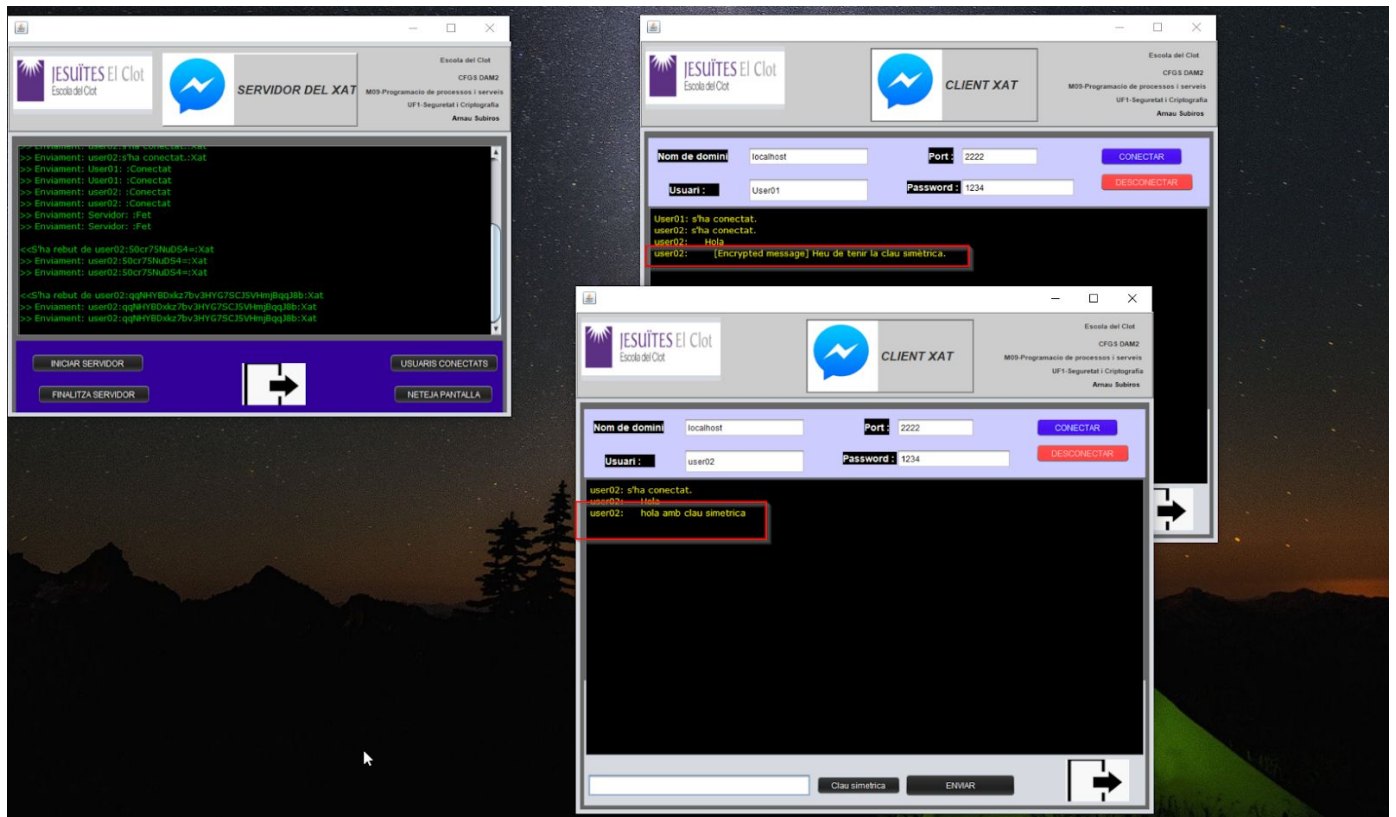 JESUÏTES El Clot
Escola del Clot
SERVIDOR DEL XAT
Escola del Clot
CFGS DAM2
M09-Programacio de processos i serveis
UF1-Seguretat i Criptografia
Arnau Subiros
>> Enviament: user02:s'ha conectat.:Xat
>> Enviament: user02:s'ha conectat.:Xat
>> Enviament: User01: :Conectat
>> Enviament: User01: :Conectat
>> Enviament: user02: :Conectat
>> Enviament: user02: :Conectat
>> Enviament: Servidor: :Fet
>> Enviament: Servidor: :Fet
<<S'ha rebut de user02:50cr75NuDS4=:Xat
>> Enviament: user02:50cr75NuDS4=:Xat
>> Enviament: user02:50cr75NuDS4=:Xat
<<S'ha rebut de
>> Enviament:
>> Enviament:
INICIAR SERVIDOR
USUARIS CONECTATS
FINALITZA SERVIDOR
NETEJA PANTALLA
JESUÏTES El Clot
Escola del Clot
CLIENT XAT
Escola del Clot
CFGS DAM2
M09-Programacio de processos i serveis
UF1-Seguretat i Criptografia
Arnau Subiros
Nom de domini localhost Port : 2222 CONECTAR
Usuari : User01 Password : 1234 DESCONECTAR
User01: s'ha conectat.
user02: s'ha conectat.
user02: Hola
user02: [Encrypted message] Heu de tenir la clau simètrica.
JESUÏTES El Clot
Escola del Clot
CLIENT XAT
Escola del Clot
CFGS DAM2
M09-Programacio de processos i serveis
UF1-Seguretat i Criptografia
Arnau Subiros
Nom de domini localhost Port : 2222 CONECTAR
Usuari : user02 Password : 1234 DESCONECTAR
user02: s'ha conectat.
user02: Hola
user02: hola amb clau simetrica
Clau simetrica ENVIAR